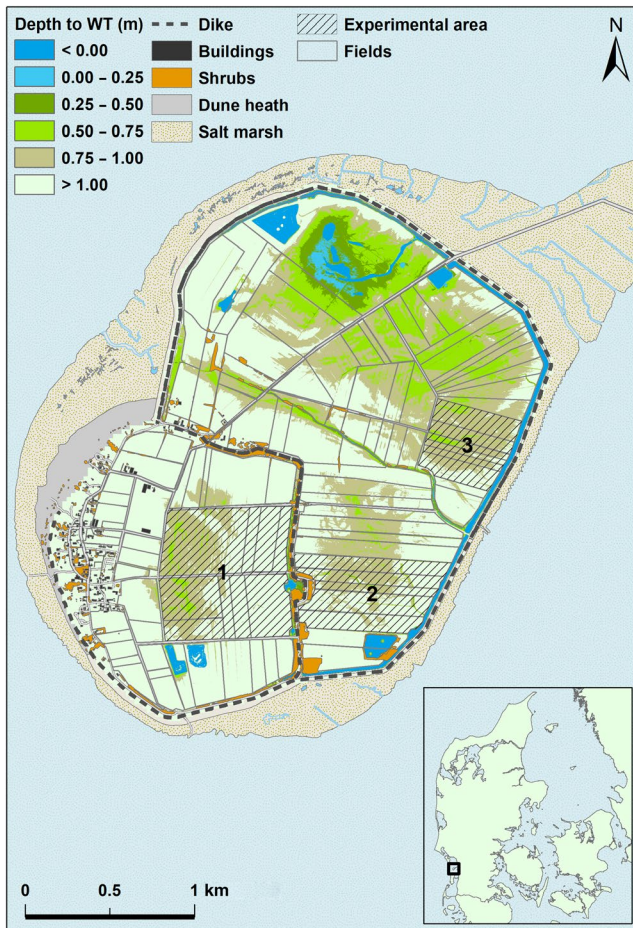 Depth to WT (m)
< 0.00
0.00 – 0.25
0.25 – 0.50
0.50 – 0.75
0.75 – 1.00
> 1.00
Dike
Buildings
Shrubs
Dune heath
Salt marsh
Experimental area
Fields
N
3
1
2
0 0.5 1 km